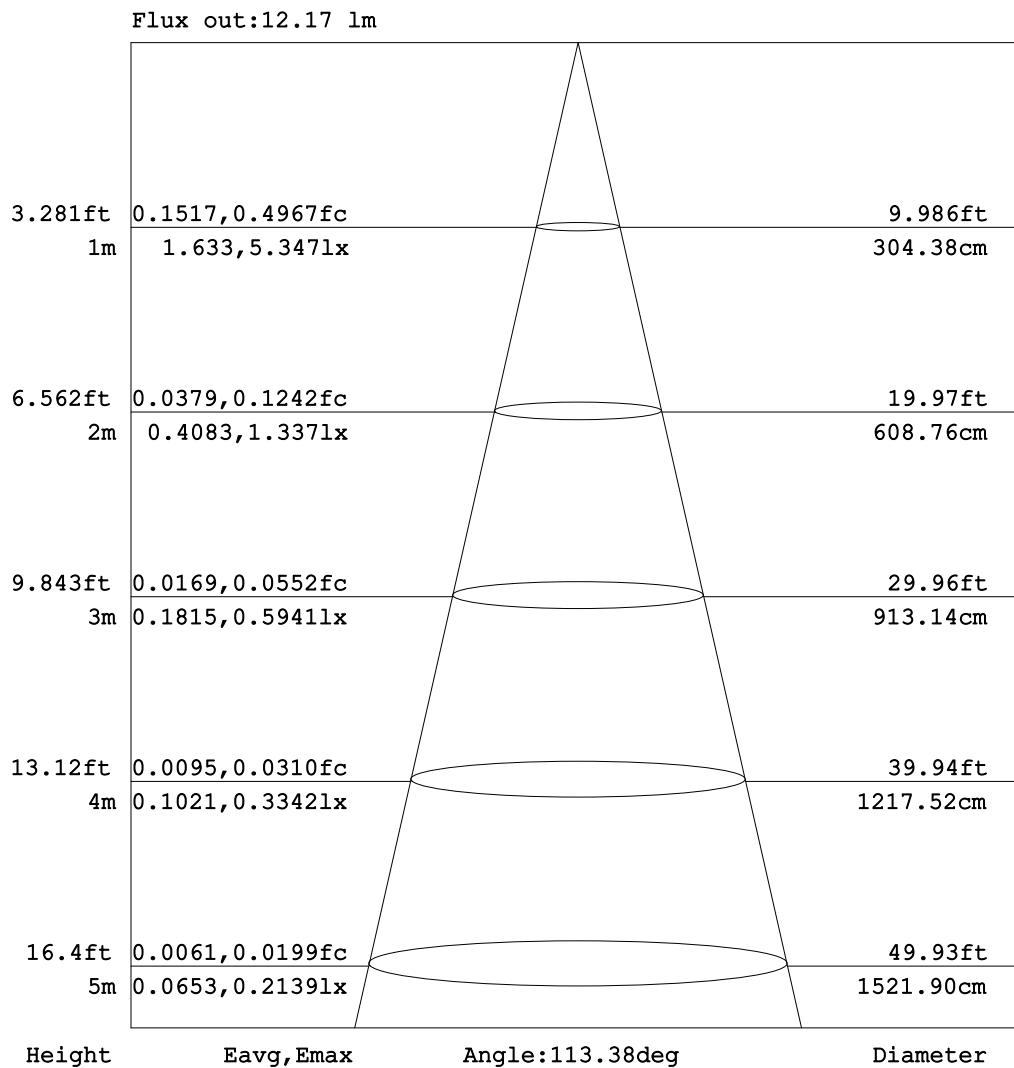 Flux out:12.17 lm
3.281ft 0.1517,0.4967fc 9.986ft
1m 1.633,5.347lx 304.38cm
6.562ft 0.0379,0.1242fc 19.97ft
2m 0.4083,1.337lx 608.76cm
9.843ft 0.0169,0.0552fc 29.96ft
3m 0.1815,0.5941lx 913.14cm
13.12ft 0.0095,0.0310fc 39.94ft
4m 0.1021,0.3342lx 1217.52cm
16.4ft 0.0061,0.0199fc 49.93ft
5m 0.0653,0.2139lx 1521.90cm
Height Eavg,Emax Angle:113.38deg Diameter